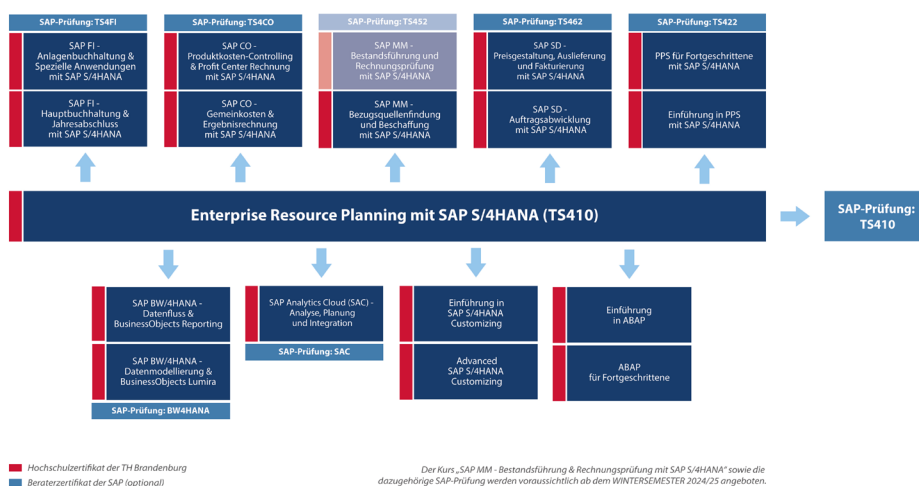 SAP-Prüfung: TS4FI
SAP FI -
Anlagenbuchhaltung &
Spezielle Anwendungen
mit SAP S/4HANA
SAP FI -
Hauptbuchhaltung &
Jahresabschluss
mit SAP S/4HANA
SAP-Prüfung: TS4CO
SAP CO -
Produktkosten-Controlling
& Profit Center Rechnung
mit SAP S/4HANA
SAP CO -
Gemeinkosten &
Ergebnisrechnung
mit SAP S/4HANA
SAP-Prüfung: TS452
SAP MM -
Bestandsführung und
Rechnungsprüfung
mit SAP S/4HANA
SAP MM -
Bezugsquellenfindung
und Beschaffung
mit SAP S/4HANA
SAP-Prüfung: TS462
SAP SD -
Preisgestaltung, Auslieferung
und Fakturierung
mit SAP S/4HANA
SAP SD -
Auftragsabwicklung
mit SAP S/4HANA
SAP-Prüfung: TS422
PPS für Fortgeschrittene
mit SAP S/4HANA
Einführung in PPS
mit SAP S/4HANA
Enterprise Resource Planning mit SAP S/4HANA (TS410)
SAP-Prüfung:
TS410
SAP BW/4HANA -
Datenfluss &
BusinessObjects Reporting
SAP BW/4HANA -
Datenmodellierung &
BusinessObjects Lumira
SAP-Prüfung: BW4HANA
SAP Analytics Cloud (SAC) -
Analyse, Planung
und Integration
SAP-Prüfung: SAC
Einführung in
SAP S/4HANA
Customizing
Advanced
SAP S/4HANA
Customizing
Einführung
in ABAP
ABAP
für Fortgeschrittene
Hochschulzertifikat der TH Brandenburg
Beraterzertifikat der SAP (optional)
Der Kurs „SAP MM - Bestandsführung & Rechnungsprüfung mit SAP S/4HANA" sowie die
dazugehörige SAP-Prüfung werden voraussichtlich ab dem WINTERSEMESTER 2024/25 angeboten.